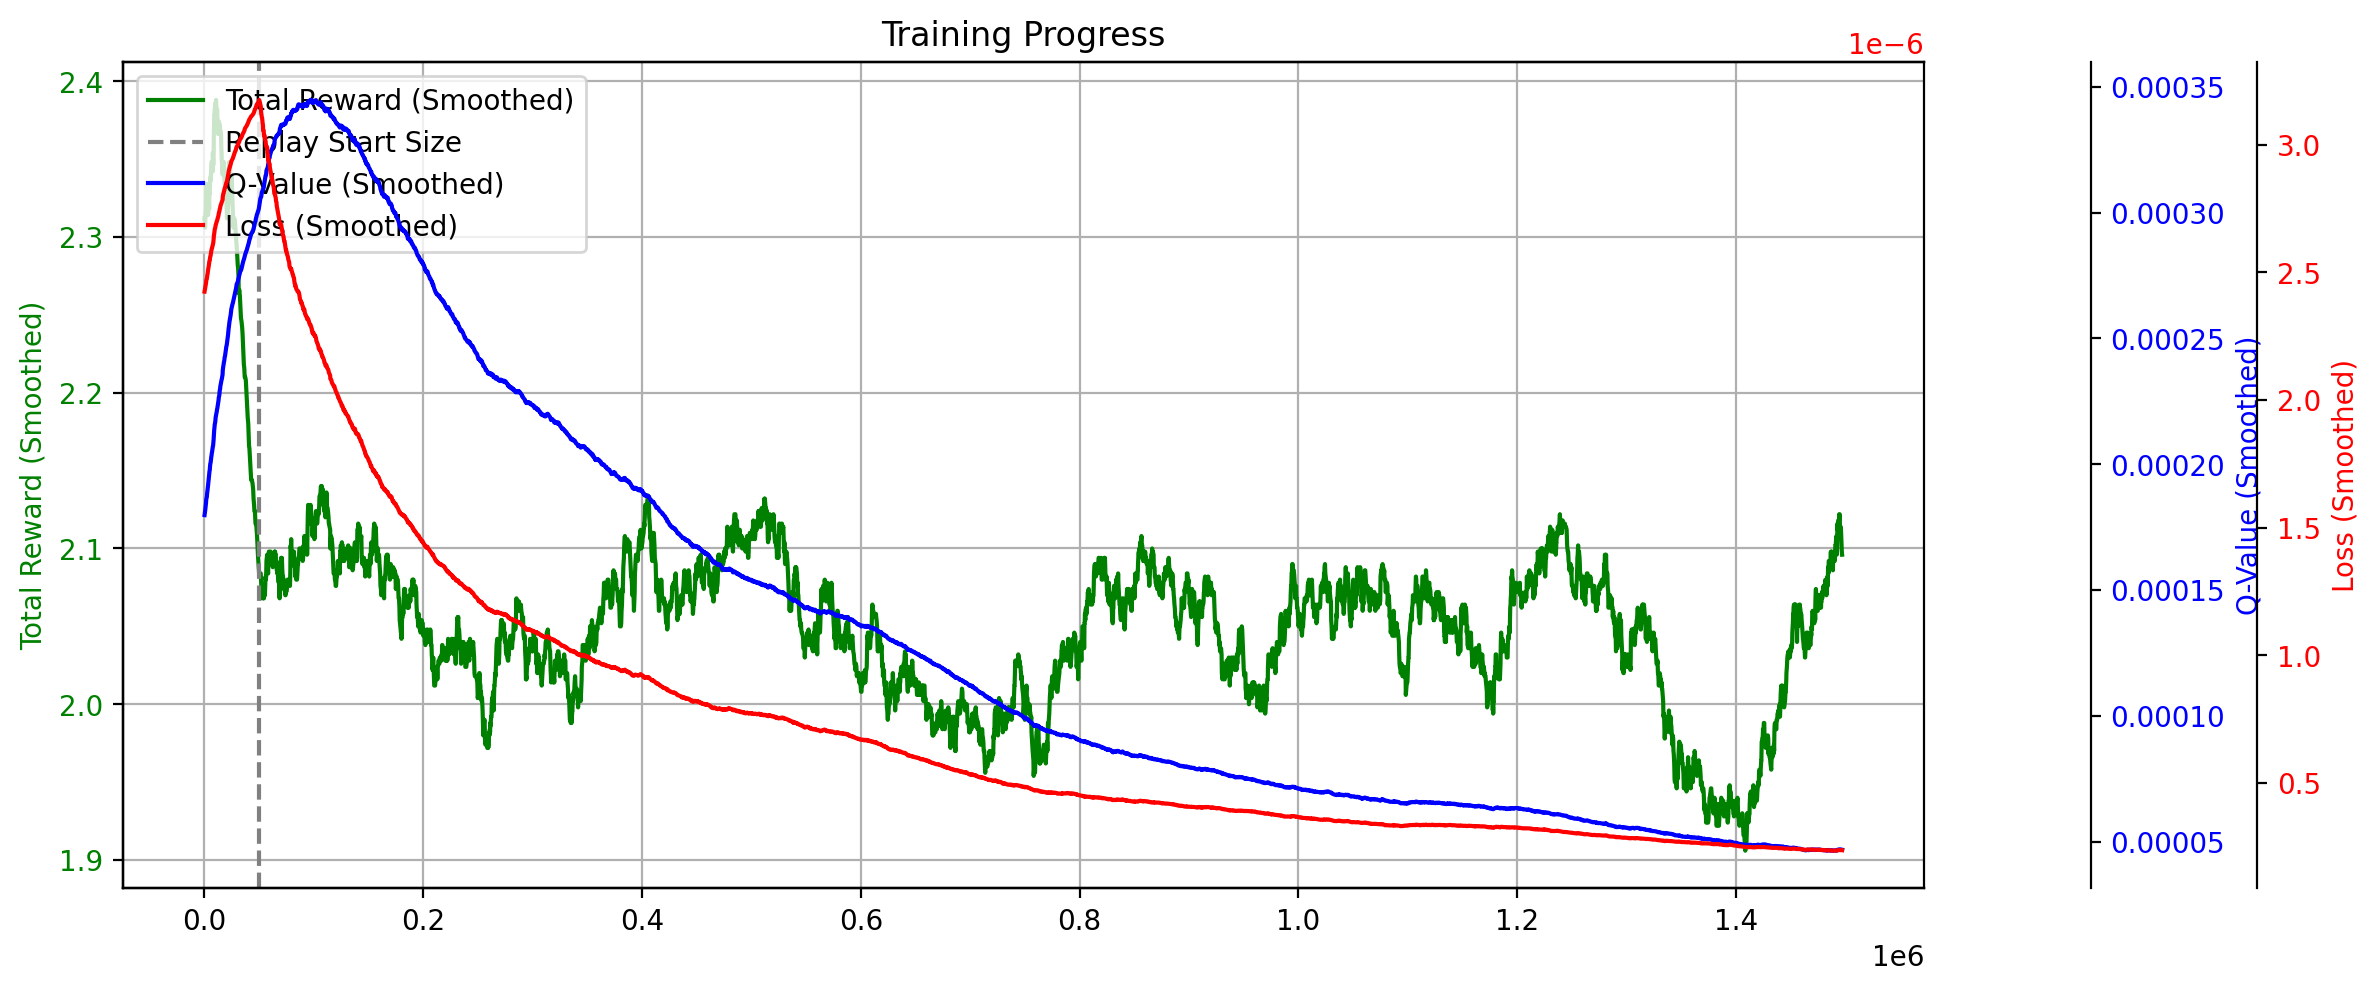 Training Progress
1e−6
Total Reward (Smoothed)
Replay Start Size
Q-Value (Smoothed)
Loss (Smoothed)
Total Reward (Smoothed)
2.4
2.3
2.2
2.1
2.0
1.9
0.0 0.2 0.4 0.6 0.8 1.0 1.2 1.4
1e6
0.00035
0.00030
0.00025
0.00020
0.00015
0.00010
0.00005
Q-Value (Smoothed)
3.0
2.5
2.0
1.5
1.0
0.5
Loss (Smoothed)